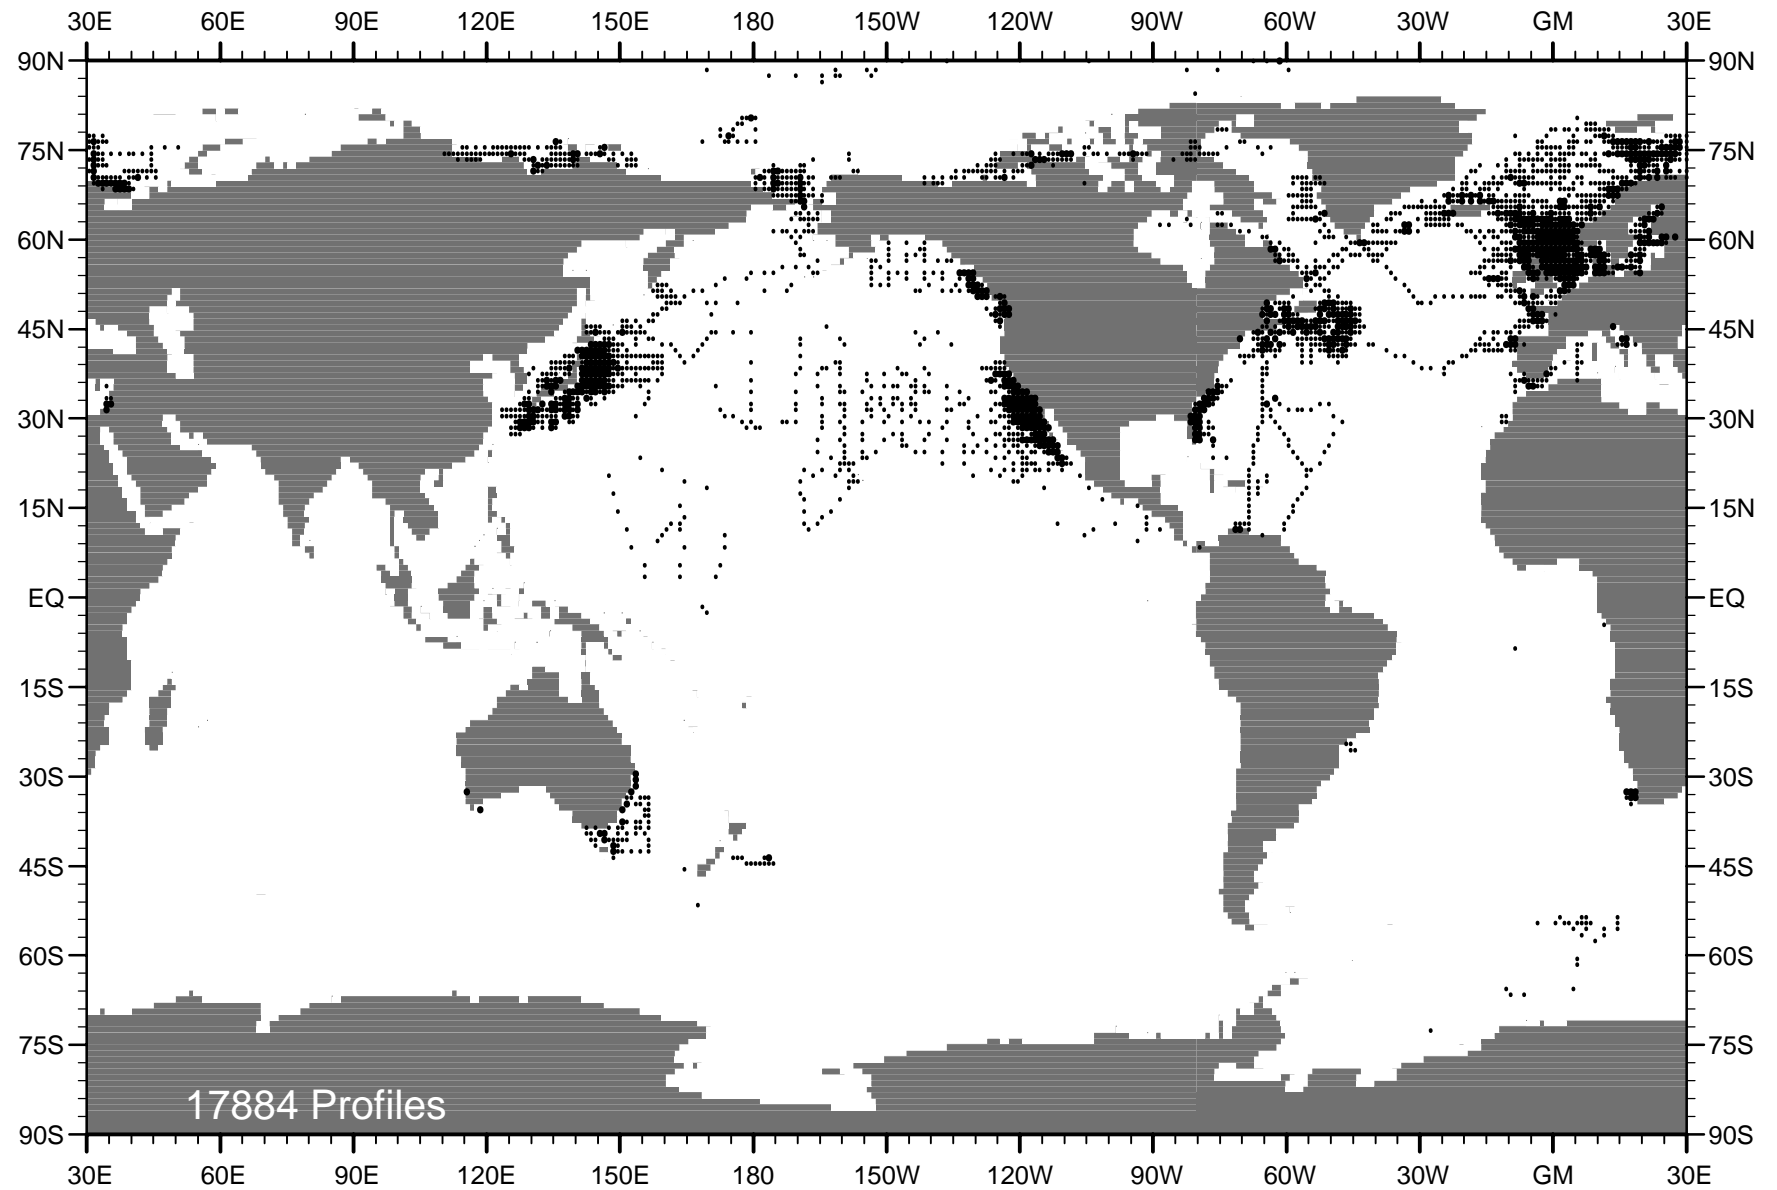 30E 60E 90E 120E 150E 180 150W 120W 90W 60W 30W GM 30E
90N 90N
75N 75N
60N 60N
45N 45N
30N 30N
15N 15N
EQ EQ
15S 15S
30S 30S
45S 45S
60S 60S
75S 75S
17884 Profiles
90S 90S
30E 60E 90E 120E 150E 180 150W 120W 90W 60W 30W GM 30E